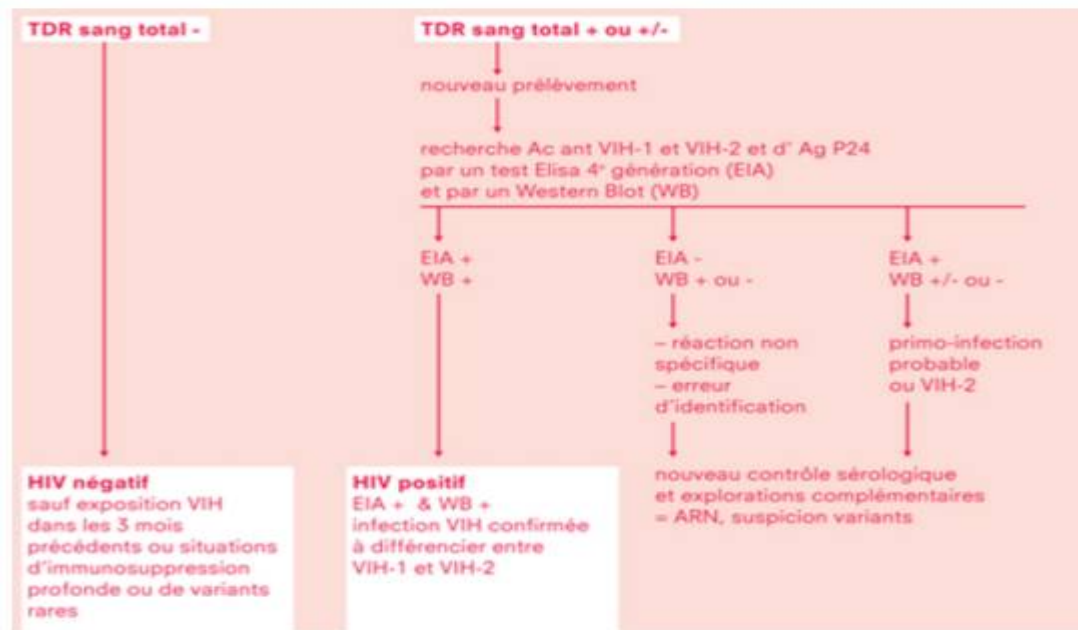 TDR sang total -
TDR sang total + ou +/-
nouveau prélèvement
recherche Ac ant VIH-1 et VIH-2 et d' Ag P24
par un test Elisa 4e génération (EIA)
et par un Western Blot (WB)
EIA +
WB +
EIA -
WB + ou -
EIA +
WB +/- ou -
– réaction non
spécifique
– erreur
d'identification
primo-infection
probable
ou VIH-2
HIV négatif
sauf exposition VIH
dans les 3 mois
précédents ou situations
d'immunosuppression
profonde ou de variants
rares
HIV positif
EIA + & WB +
infection VIH confirmée
à différencier entre
VIH-1 et VIH-2
nouveau contrôle sérologique
et explorations complémentaires
= ARN, suspicion variants